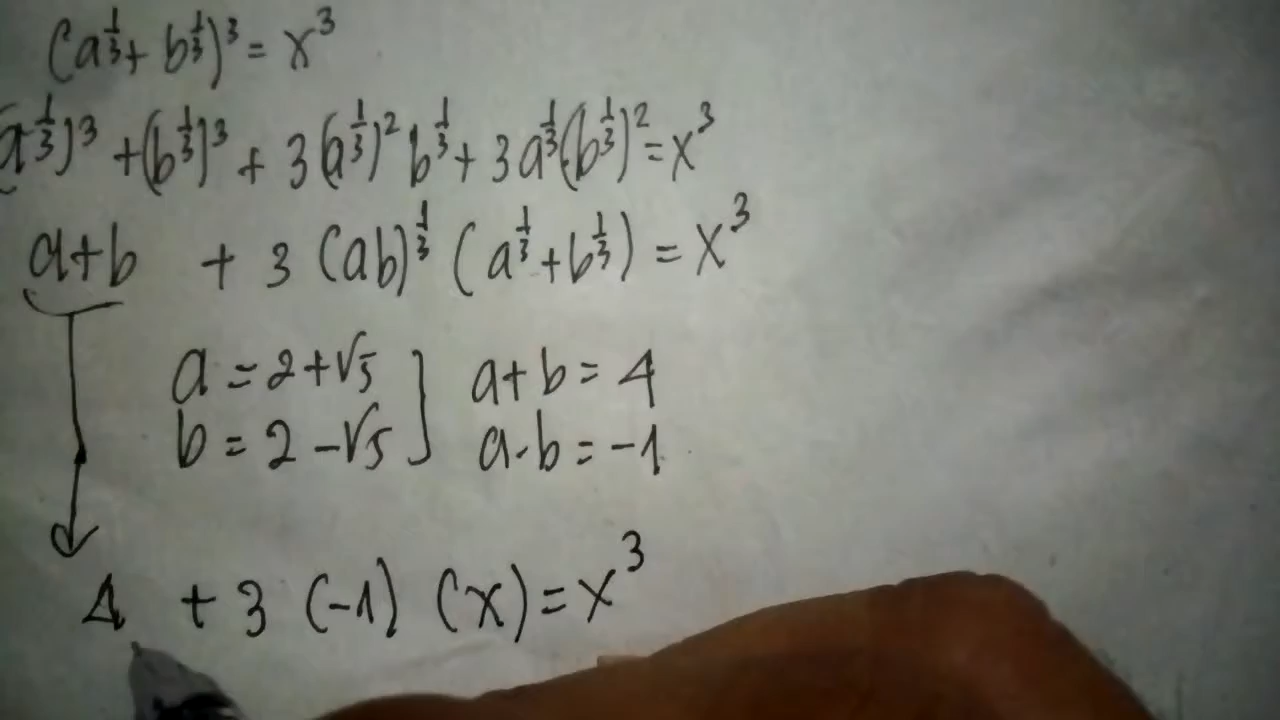 (a^{1/3} + b^{1/3})^3 = x^3
(a^{1/3})^3 + (b^{1/3})^3 + 3(a^{1/3})^2 b^{1/3} + 3a^{1/3}(b^{1/3})^2 = x^3
a+b + 3 (ab)^{1/3} (a^{1/3} + b^{1/3}) = x^3
a = 2+√5 ] a+b = 4
b = 2-√5 ] a·b = -1
4 + 3 (-1) (x) = x^3